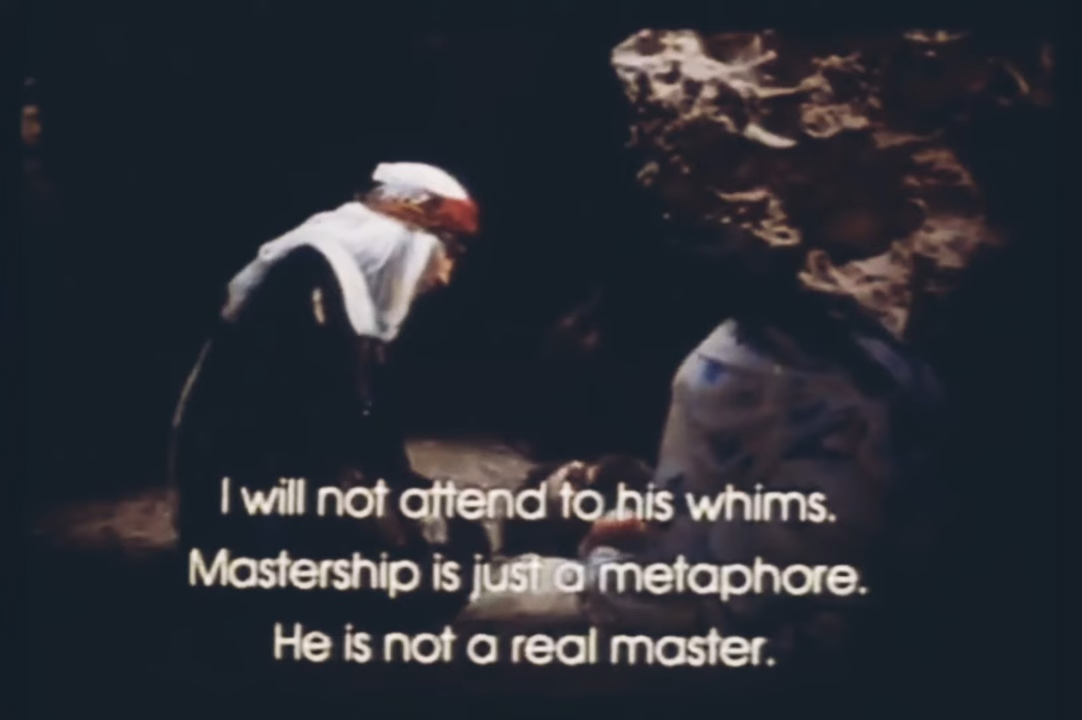 I will not attend to his whims.
Mastership is just a metaphore.
He is not a real master.